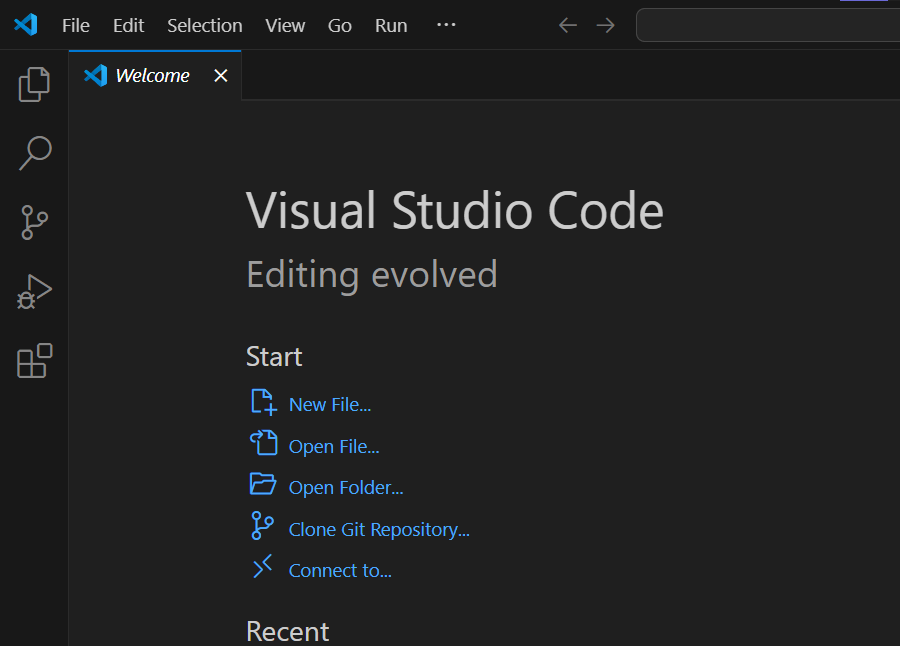 File Edit Selection View Go Run ···
Welcome
Visual Studio Code
Editing evolved
Start
New File...
Open File...
Open Folder...
Clone Git Repository...
Connect to...
Recent